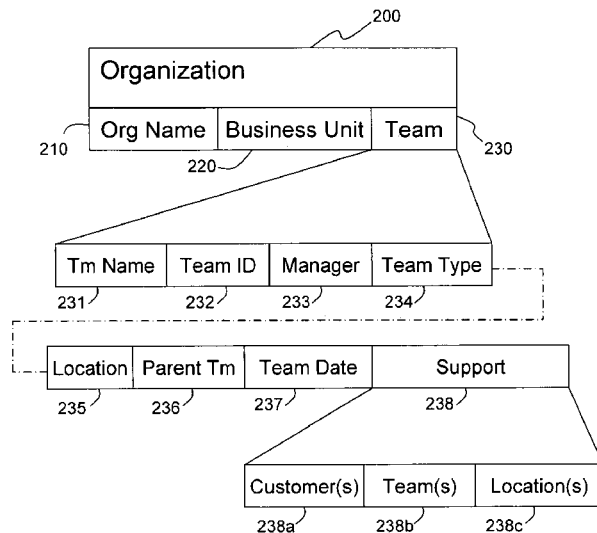 200
Organization
Org Name Business Unit Team
210 220 230
Tm Name Team ID Manager Team Type
231 232 233 234
Location Parent Tm Team Date Support
235 236 237 238
Customer(s) Team(s) Location(s)
238a 238b 238c